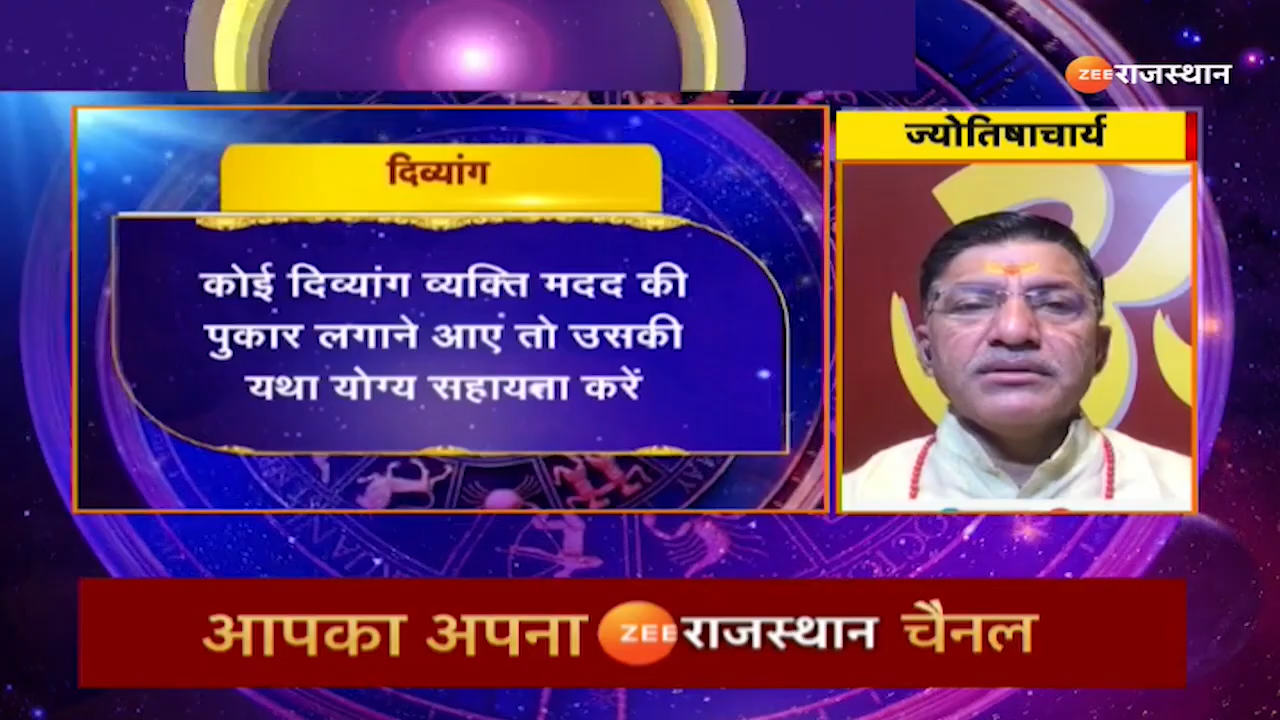 ZEE राजस्थान
ज्योतिषाचार्य
दिव्यांग
कोई दिव्यांग व्यक्ति मदद की
पुकार लगाने आएं तो उसकी
यथा योग्य सहायता करें
आपका अपना ZEE राजस्थान चैनल